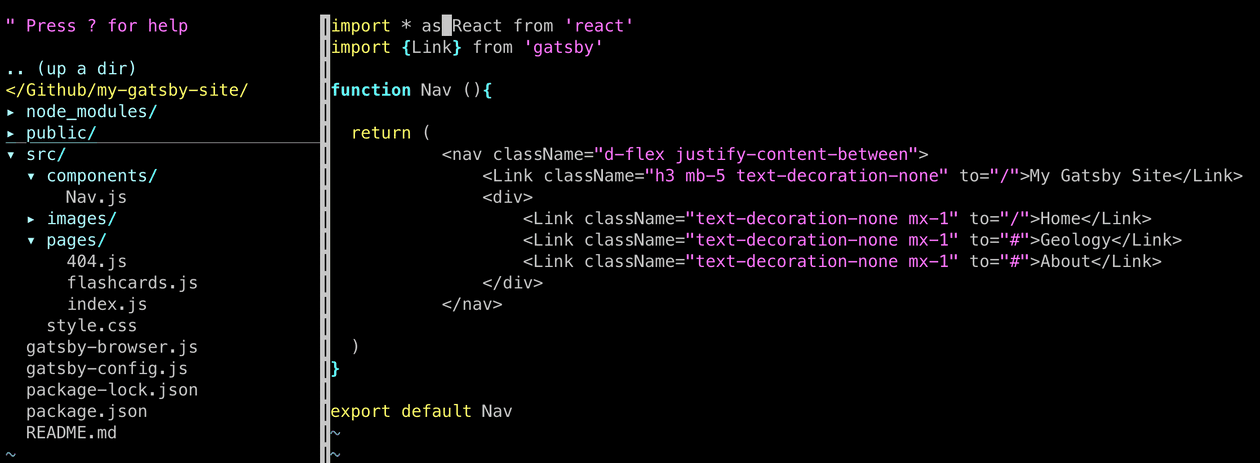 " Press ? for help
.. (up a dir)
</Github/my-gatsby-site/
▸ node_modules/
▸ public/
▾ src/
▾ components/
Nav.js
▸ images/
▾ pages/
404.js
flashcards.js
index.js
style.css
gatsby-browser.js
gatsby-config.js
package-lock.json
package.json
README.md
~
import * as React from 'react'
import {Link} from 'gatsby'
function Nav (){
return (
<nav className="d-flex justify-content-between">
<Link className="h3 mb-5 text-decoration-none" to="/">My Gatsby Site</Link>
<div>
<Link className="text-decoration-none mx-1" to="/">Home</Link>
<Link className="text-decoration-none mx-1" to="#">Geology</Link>
<Link className="text-decoration-none mx-1" to="#">About</Link>
</div>
</nav>
)
}
export default Nav
~
~